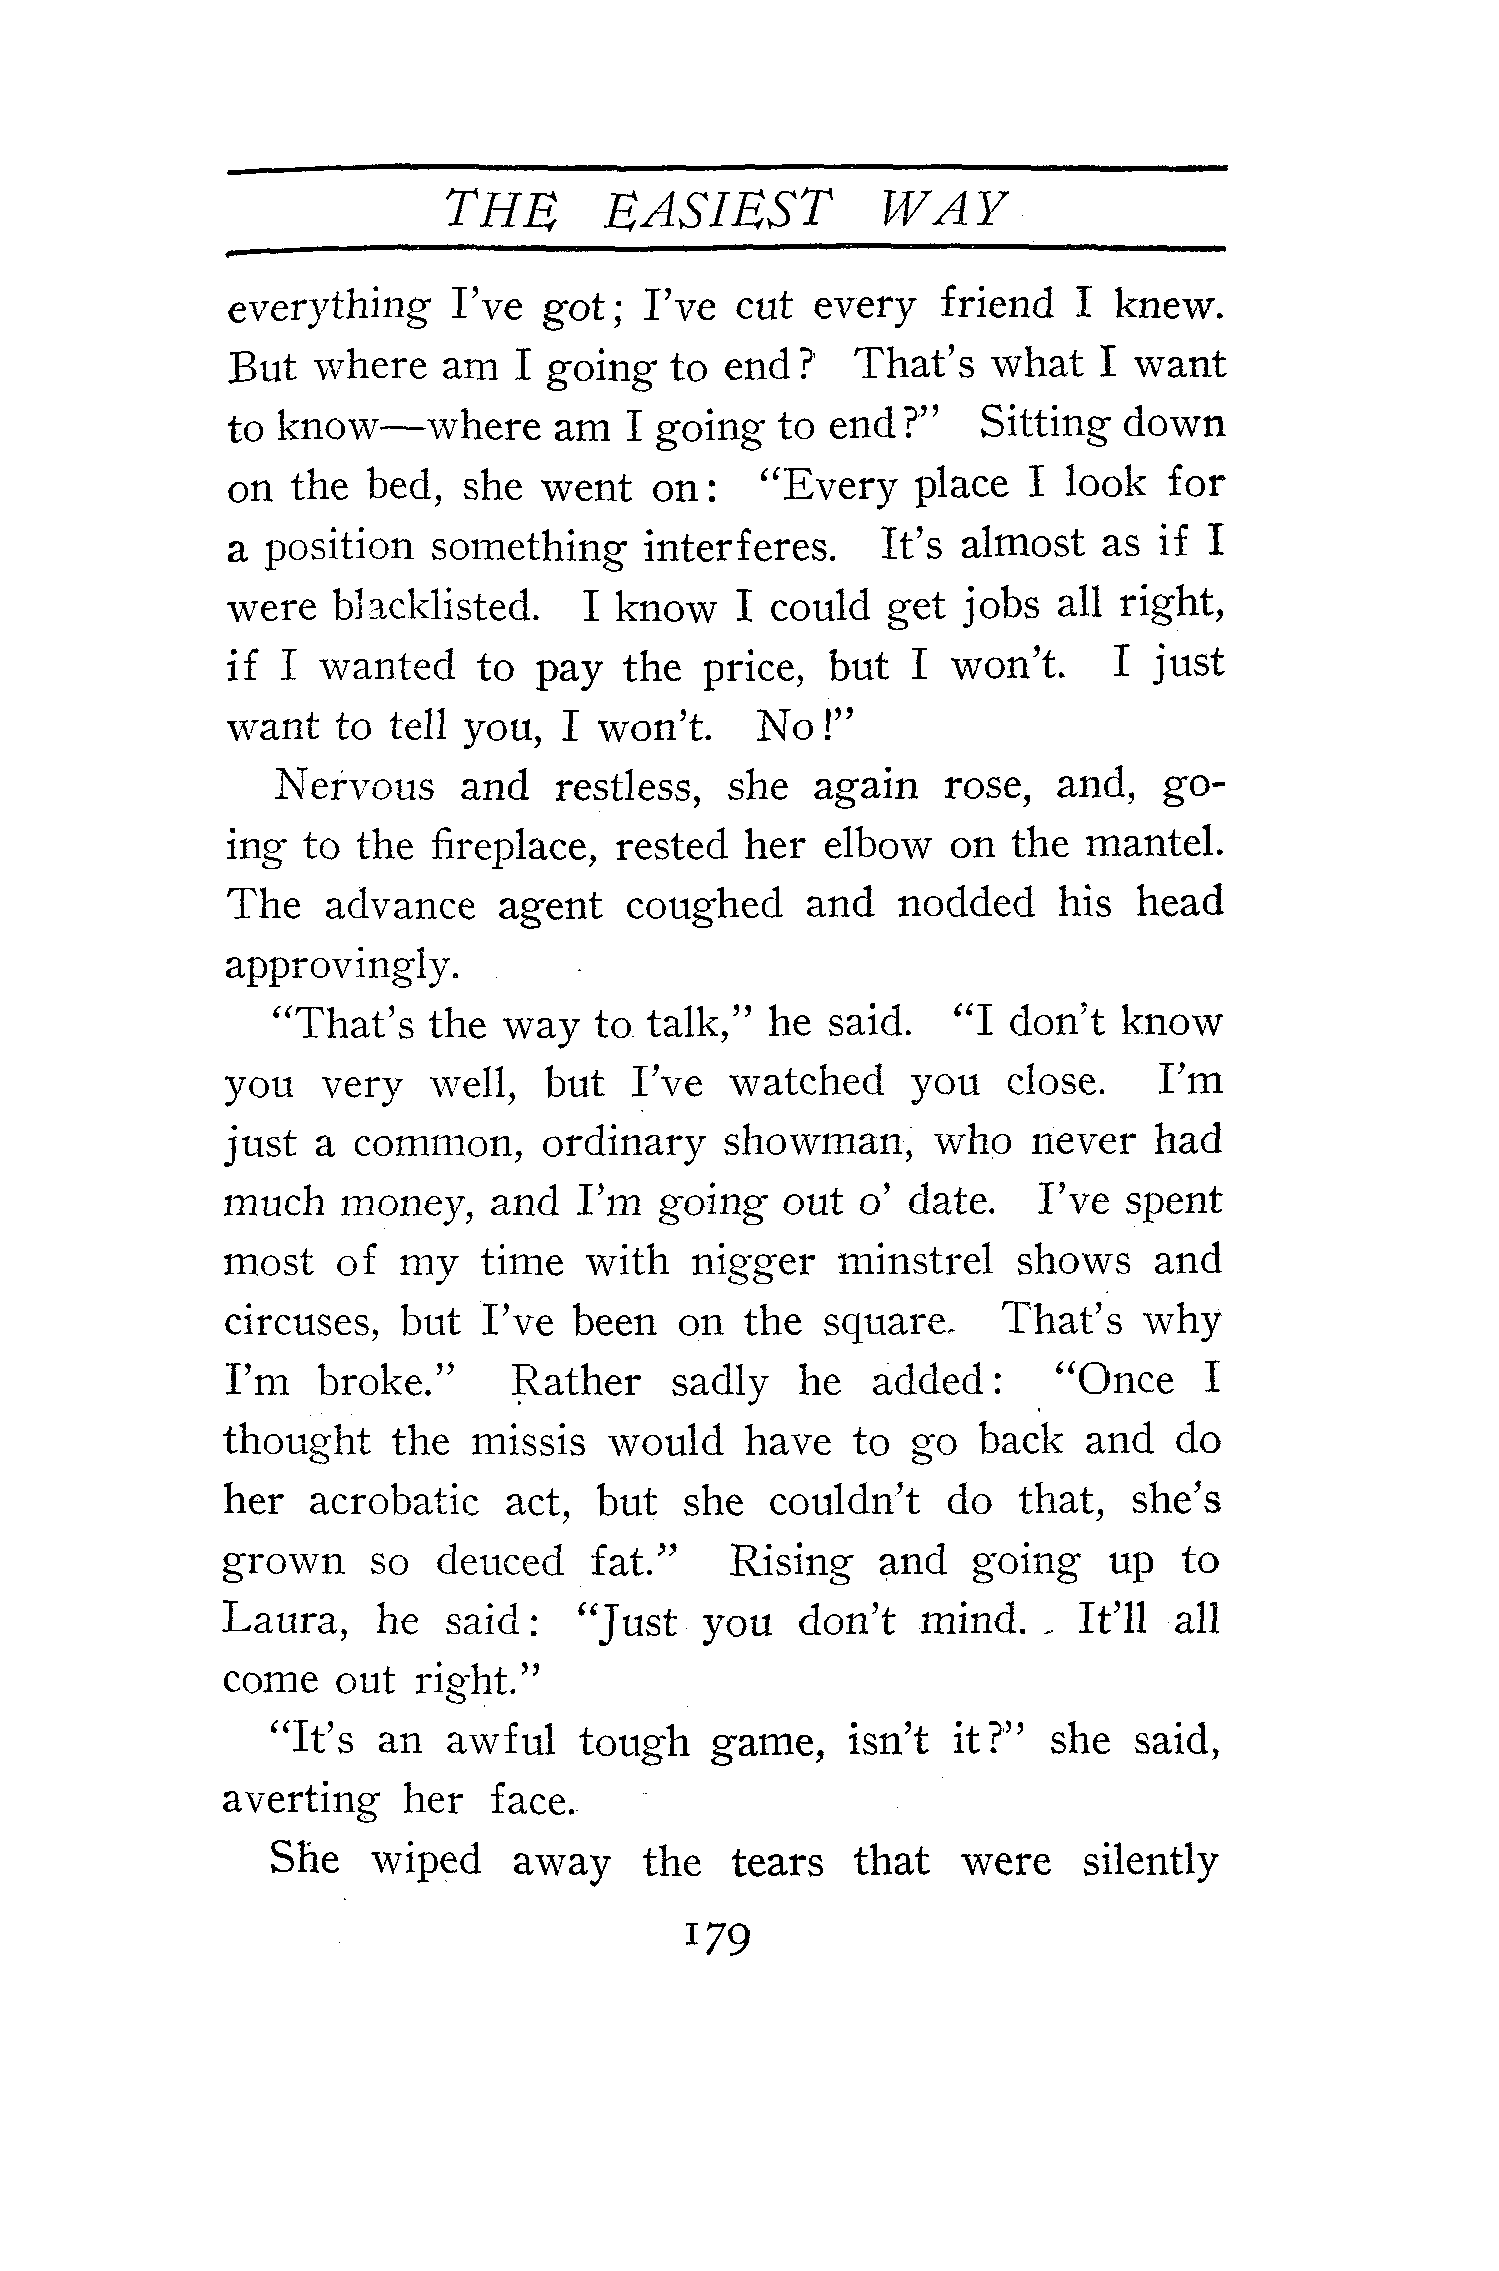 THE EASIEST WAY
everything I've got; I've cut every friend I knew.
But where am I going to end? That's what I want
to know—where am I going to end?" Sitting down
on the bed, she went on: "Every place I look for
a position something interferes. It's almost as if I
were blacklisted. I know I could get jobs all right,
if I wanted to pay the price, but I won't. I just
want to tell you, I won't. No!"
Nervous and restless, she again rose, and, go-
ing to the fireplace, rested her elbow on the mantel.
The advance agent coughed and nodded his head
approvingly.
"That's the way to talk," he said. "I don't know
you very well, but I've watched you close. I'm
just a common, ordinary showman, who never had
much money, and I'm going out o' date. I've spent
most of my time with nigger minstrel shows and
circuses, but I've been on the square. That's why
I'm broke." Rather sadly he added: "Once I
thought the missis would have to go back and do
her acrobatic act, but she couldn't do that, she's
grown so deuced fat." Rising and going up to
Laura, he said: "Just you don't mind. It'll all
come out right."
"It's an awful tough game, isn't it?" she said,
averting her face.
She wiped away the tears that were silently
179